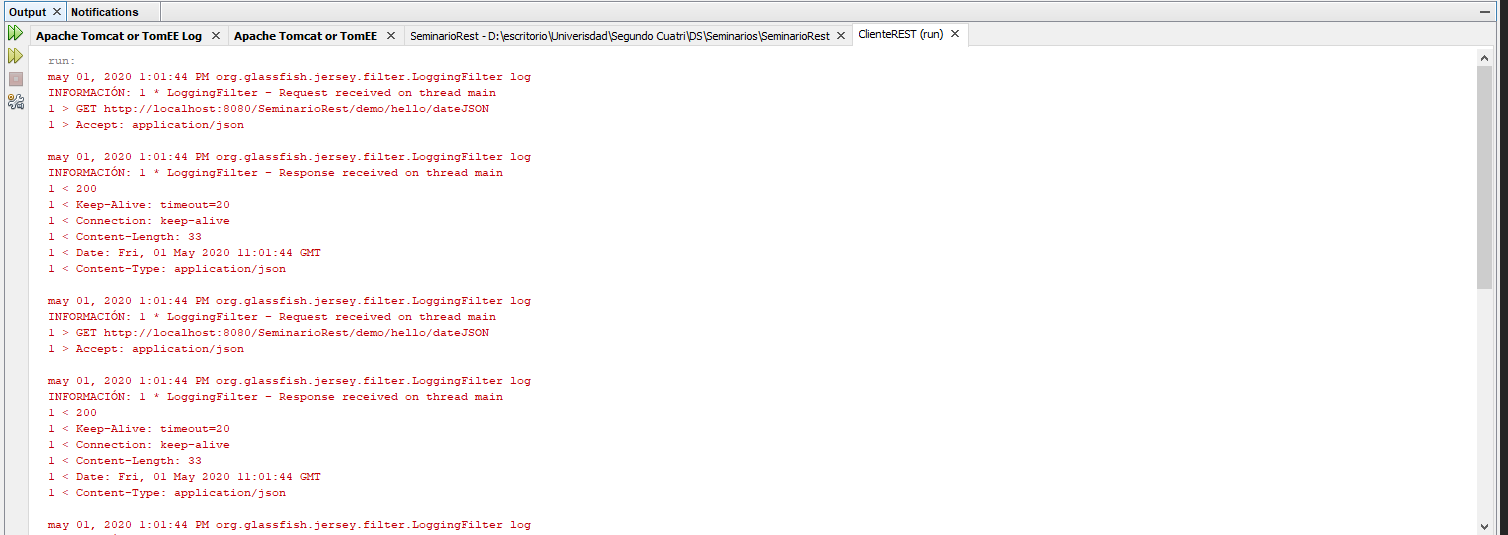 Output Notifications
Apache Tomcat or TomEE Log Apache Tomcat or TomEE SeminarioRest - D:\escritorio\Univerisdad\Segundo Cuatri\DS\Seminarios\SeminarioRest ClienteREST (run)
run:
may 01, 2020 1:01:44 PM org.glassfish.jersey.filter.LoggingFilter log
INFORMACIÓN: 1 * LoggingFilter - Request received on thread main
1 > GET http://localhost:8080/SeminarioRest/demo/hello/dateJSON
1 > Accept: application/json
may 01, 2020 1:01:44 PM org.glassfish.jersey.filter.LoggingFilter log
INFORMACIÓN: 1 * LoggingFilter - Response received on thread main
1 < 200
1 < Keep-Alive: timeout=20
1 < Connection: keep-alive
1 < Content-Length: 33
1 < Date: Fri, 01 May 2020 11:01:44 GMT
1 < Content-Type: application/json
may 01, 2020 1:01:44 PM org.glassfish.jersey.filter.LoggingFilter log
INFORMACIÓN: 1 * LoggingFilter - Request received on thread main
1 > GET http://localhost:8080/SeminarioRest/demo/hello/dateJSON
1 > Accept: application/json
may 01, 2020 1:01:44 PM org.glassfish.jersey.filter.LoggingFilter log
INFORMACIÓN: 1 * LoggingFilter - Response received on thread main
1 < 200
1 < Keep-Alive: timeout=20
1 < Connection: keep-alive
1 < Content-Length: 33
1 < Date: Fri, 01 May 2020 11:01:44 GMT
1 < Content-Type: application/json
may 01, 2020 1:01:44 PM org.glassfish.jersey.filter.LoggingFilter log